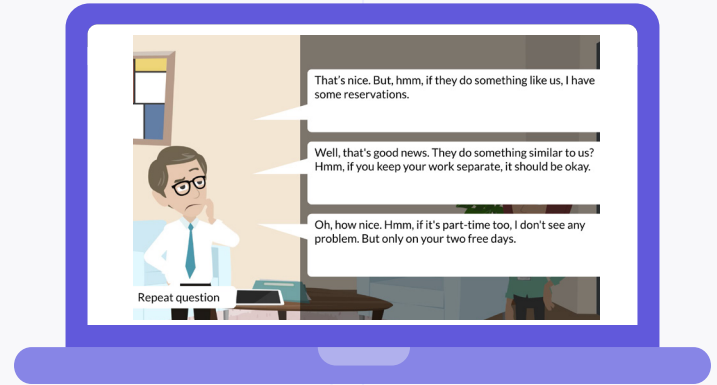 That's nice. But, hmm, if they do something like us, I have
some reservations.
Well, that's good news. They do something similar to us?
Hmm, if you keep your work separate, it should be okay.
Oh, how nice. Hmm, if it's part-time too, I don't see any
problem. But only on your two free days.
Repeat question